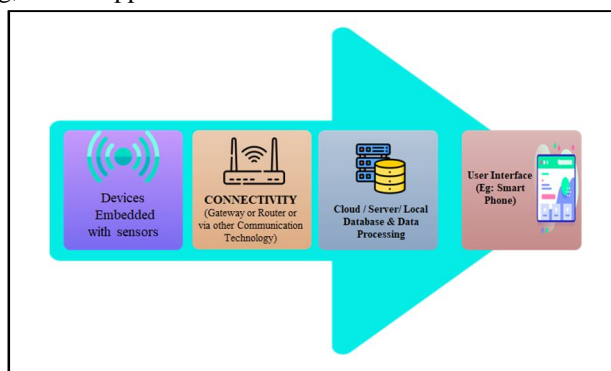 Devices
Embedded
with sensors
CONNECTIVITY
(Gateway or Router or
via other Communication
Technology)
Cloud / Server/ Local
Database & Data
Processing
User Interface
(Eg: Smart
Phone)